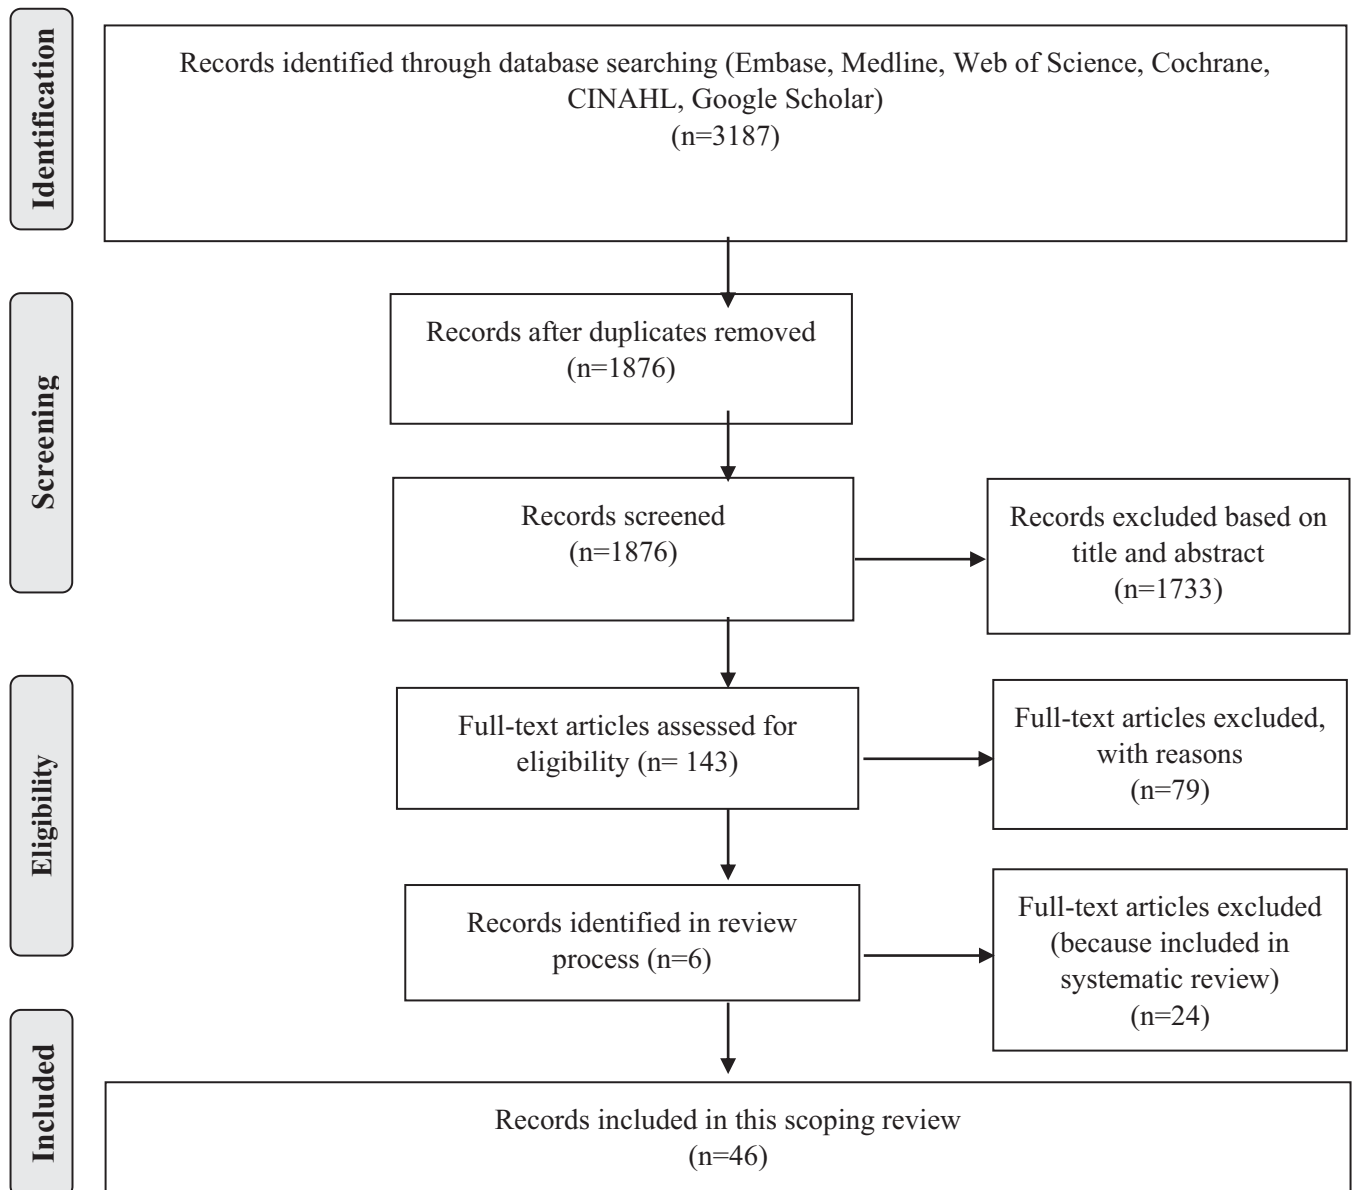 Identification
Records identified through database searching (Embase, Medline, Web of Science, Cochrane,
CINAHL, Google Scholar)
(n=3187)
Screening
Records after duplicates removed
(n=1876)
Records screened
(n=1876)
Records excluded based on
title and abstract
(n=1733)
Eligibility
Full-text articles assessed for
eligibility (n= 143)
Full-text articles excluded,
with reasons
(n=79)
Records identified in review
process (n=6)
Full-text articles excluded
(because included in
systematic review)
(n=24)
Included
Records included in this scoping review
(n=46)